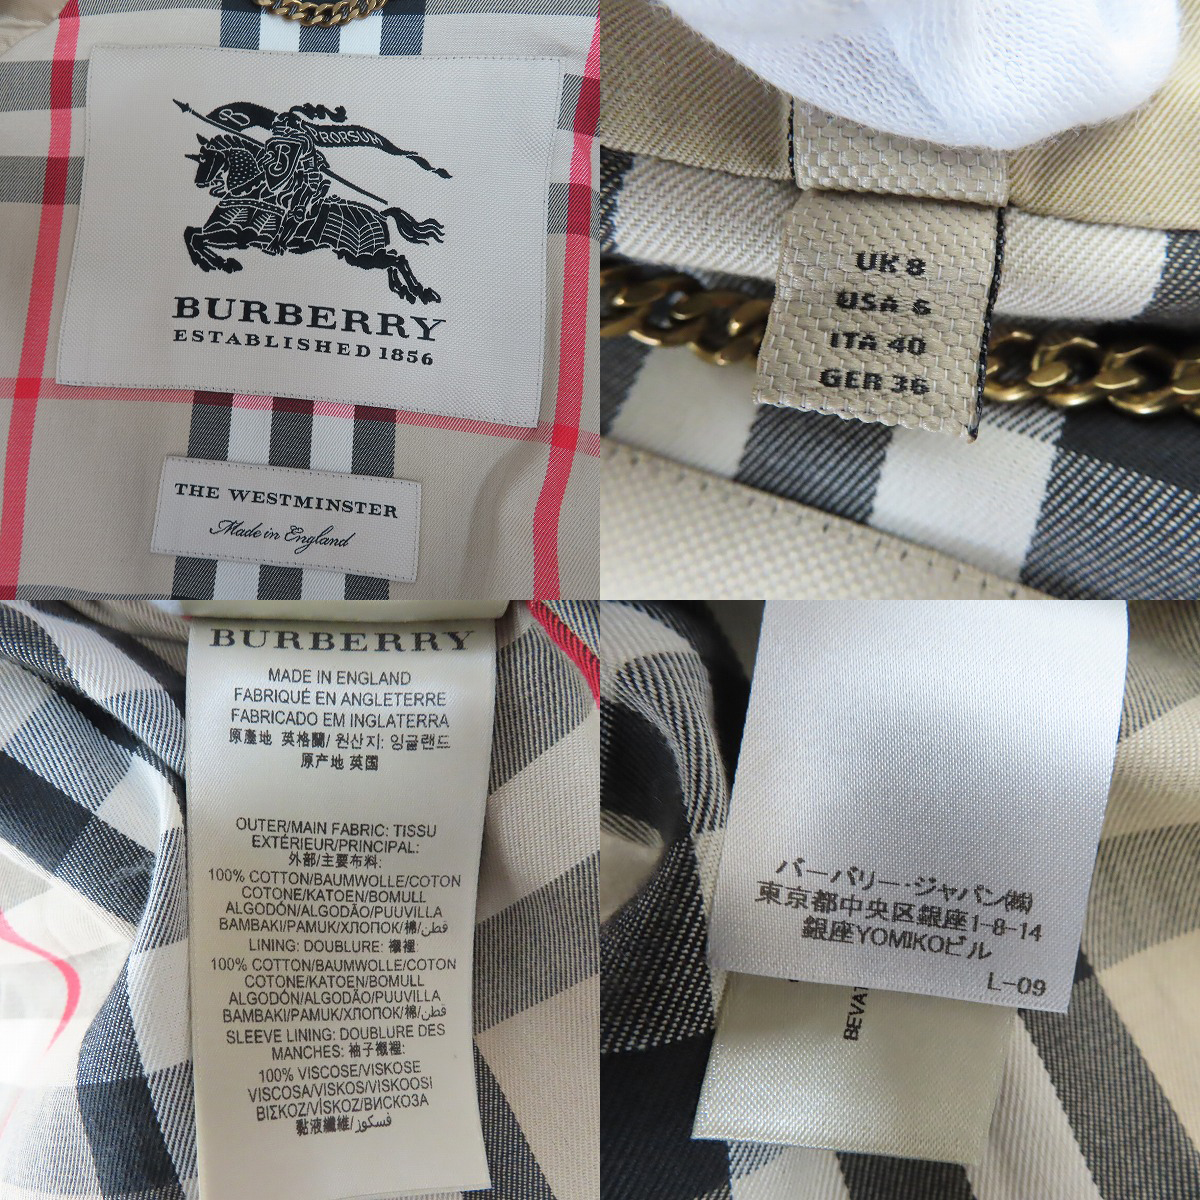 PRORSUM
BURBERRY
ESTABLISHED 1856
THE WESTMINSTER
Made in England
UK 8
USA 6
ITA 40
GER 36
BURBERRY
MADE IN ENGLAND
FABRIQUÉ EN ANGLETERRE
FABRICADO EM INGLATERRA
原產地 英格蘭/ 원산지: 잉글랜드
原产地 英国
OUTER/MAIN FABRIC: TISSU
EXTÉRIEUR/PRINCIPAL:
外部/主要布料:
100% COTTON/BAUMWOLLE/COTON
COTONE/KATOEN/BOMULL
ALGODÓN/ALGODÃO/PUUVILLA
ΒΑΜΒΑΚΙ/PAMUK/ХЛОПОК/棉/قطن
LINING: DOUBLURE: 襯裡:
100% COTTON/BAUMWOLLE/COTON
COTONE/KATOEN/BOMULL
ALGODÓN/ALGODÃO/PUUVILLA
ΒΑΜΒΑΚΙ/PAMUK/ХЛОПОК/棉/قطن
SLEEVE LINING: DOUBLURE DES
MANCHES: 袖子襯裡:
100% VISCOSE/VISKOSE
VISCOSA/VISKOS/VISKOOSI
ΒΙΣΚΟΖ/VİSKOZ/ВИСКОЗА
黏液纖維/فسكوز
バーバリー・ジャパン㈱
東京都中央区銀座1-8-14
銀座YOMIKOビル
L-09
BEVAT